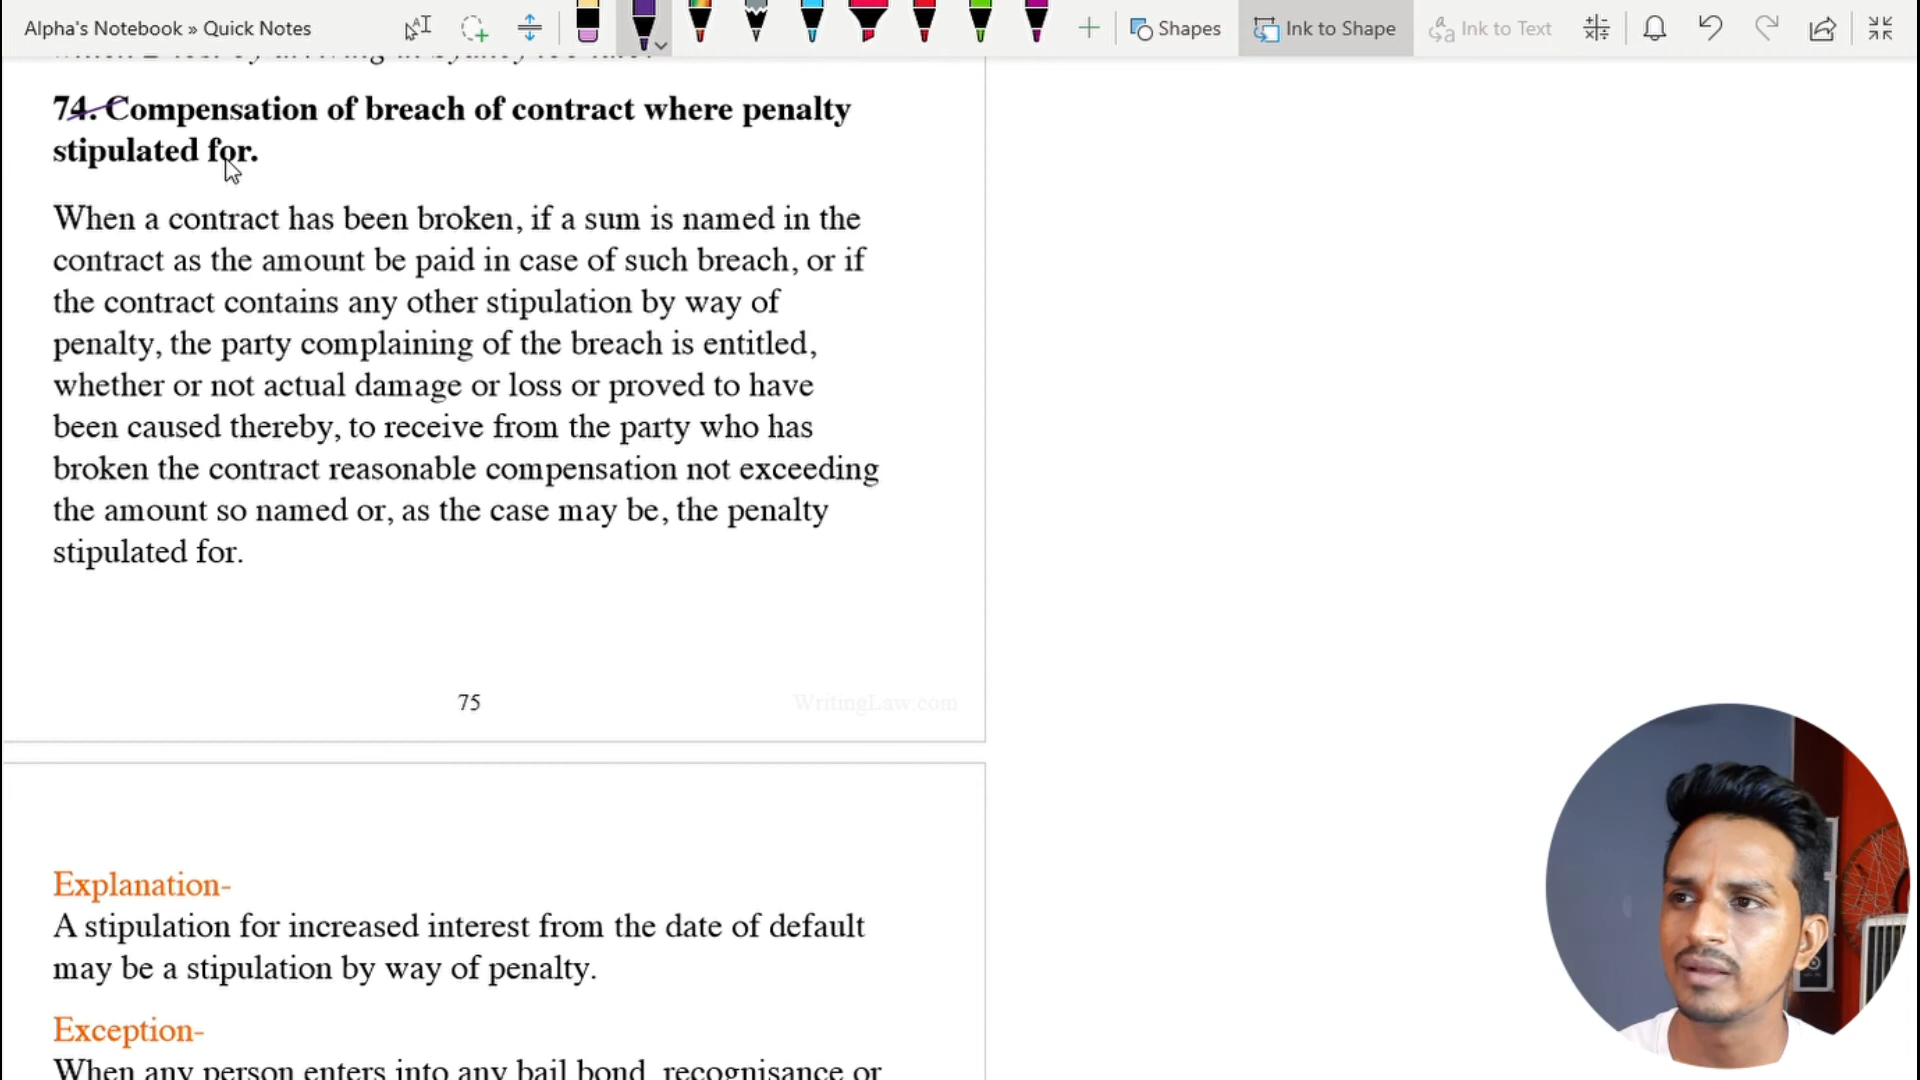 Alpha's Notebook » Quick Notes
Shapes
Ink to Shape
Ink to Text
74. Compensation of breach of contract where penalty
stipulated for.
When a contract has been broken, if a sum is named in the
contract as the amount be paid in case of such breach, or if
the contract contains any other stipulation by way of
penalty, the party complaining of the breach is entitled,
whether or not actual damage or loss or proved to have
been caused thereby, to receive from the party who has
broken the contract reasonable compensation not exceeding
the amount so named or, as the case may be, the penalty
stipulated for.
75
WritingLaw.com
Explanation-
A stipulation for increased interest from the date of default
may be a stipulation by way of penalty.
Exception-
When any person enters into any bail bond, recognisance or